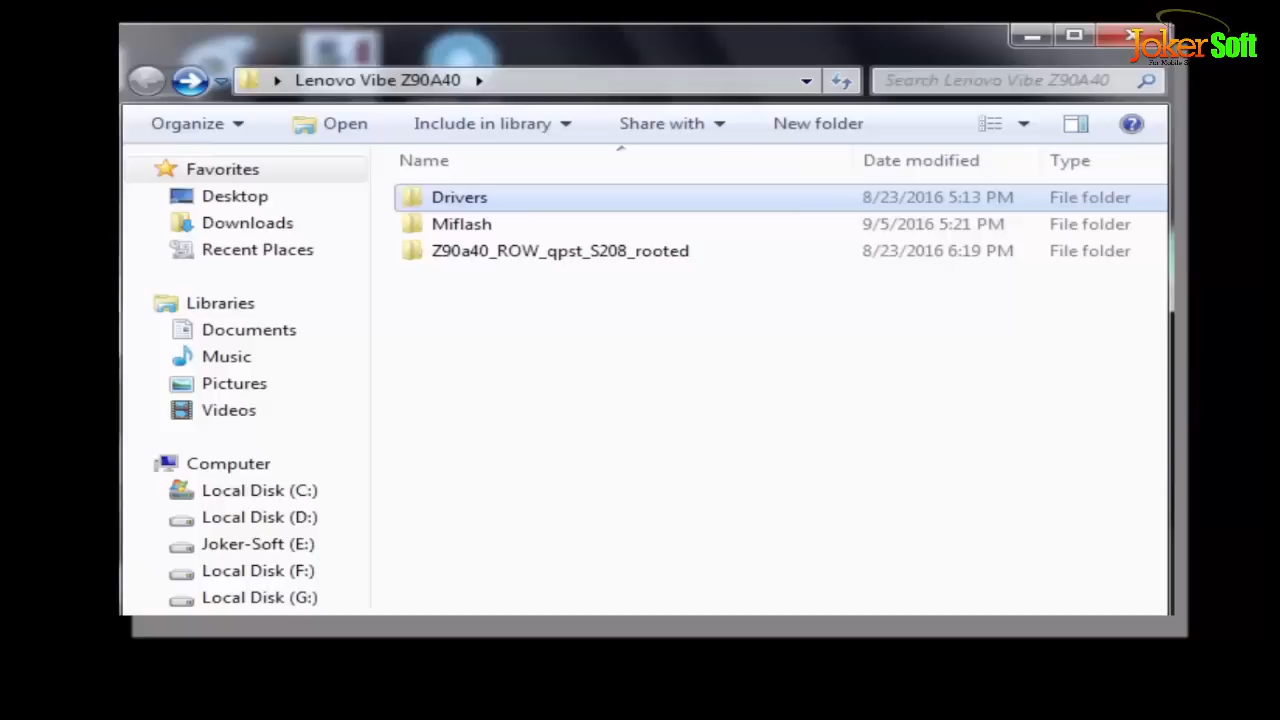 JokerSoft
Lenovo Vibe Z90A40
Search Lenovo Vibe Z90A40
Organize
Open
Include in library
Share with
New folder
Name
Date modified
Type
Favorites
Desktop
Downloads
Recent Places
Libraries
Documents
Music
Pictures
Videos
Computer
Local Disk (C:)
Local Disk (D:)
Joker-Soft (E:)
Local Disk (F:)
Local Disk (G:)
Drivers 8/23/2016 5:13 PM File folder
Miflash 9/5/2016 5:21 PM File folder
Z90a40_ROW_qpst_S208_rooted 8/23/2016 6:19 PM File folder